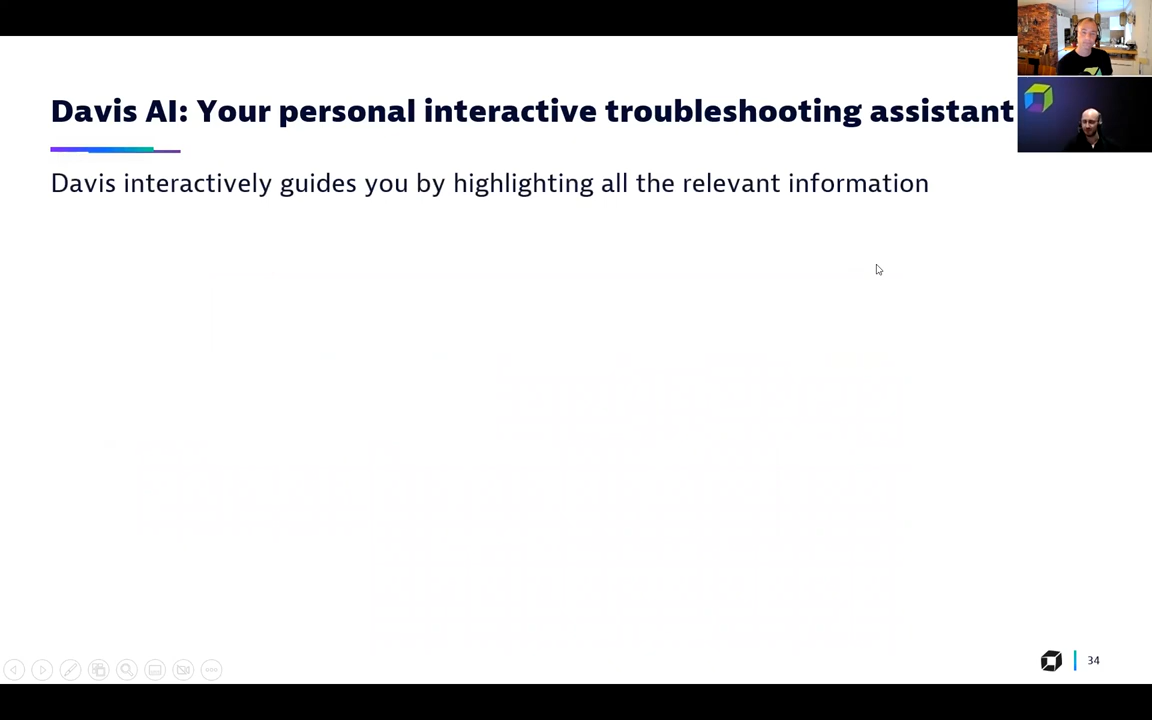 Davis AI: Your personal interactive troubleshooting assistant
Davis interactively guides you by highlighting all the relevant information
34